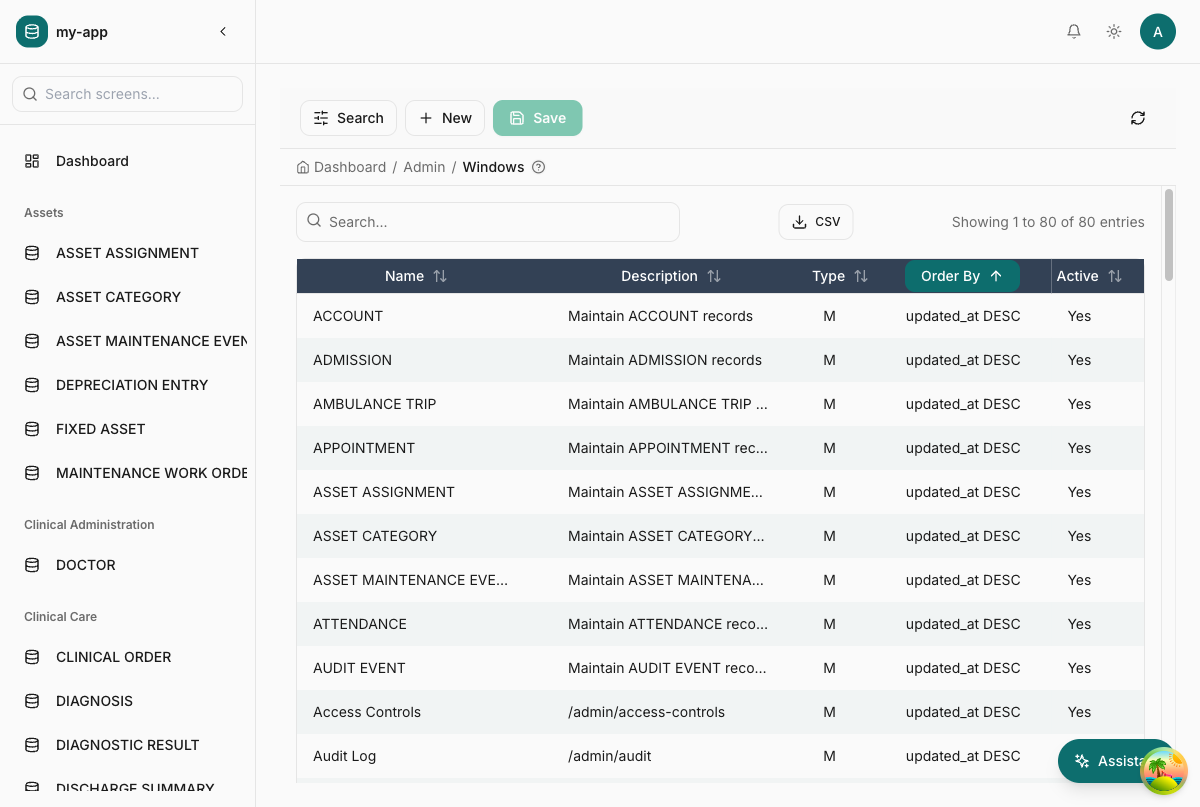 my-app
A
Search screens...
Dashboard
Assets
ASSET ASSIGNMENT
ASSET CATEGORY
ASSET MAINTENANCE EVEN
DEPRECIATION ENTRY
FIXED ASSET
MAINTENANCE WORK ORDE
Clinical Administration
DOCTOR
Clinical Care
CLINICAL ORDER
DIAGNOSIS
DIAGNOSTIC RESULT
DISCHARGE SUMMARY
Search New Save
Dashboard / Admin / Windows
Search... CSV Showing 1 to 80 of 80 entries
Name Description Type Order By Active
ACCOUNT Maintain ACCOUNT records M updated_at DESC Yes
ADMISSION Maintain ADMISSION records M updated_at DESC Yes
AMBULANCE TRIP Maintain AMBULANCE TRIP ... M updated_at DESC Yes
APPOINTMENT Maintain APPOINTMENT rec... M updated_at DESC Yes
ASSET ASSIGNMENT Maintain ASSET ASSIGNME... M updated_at DESC Yes
ASSET CATEGORY Maintain ASSET CATEGORY... M updated_at DESC Yes
ASSET MAINTENANCE EVE... Maintain ASSET MAINTENA... M updated_at DESC Yes
ATTENDANCE Maintain ATTENDANCE reco... M updated_at DESC Yes
AUDIT EVENT Maintain AUDIT EVENT reco... M updated_at DESC Yes
Access Controls /admin/access-controls M updated_at DESC Yes
Audit Log /admin/audit M updated_at DESC
Assista